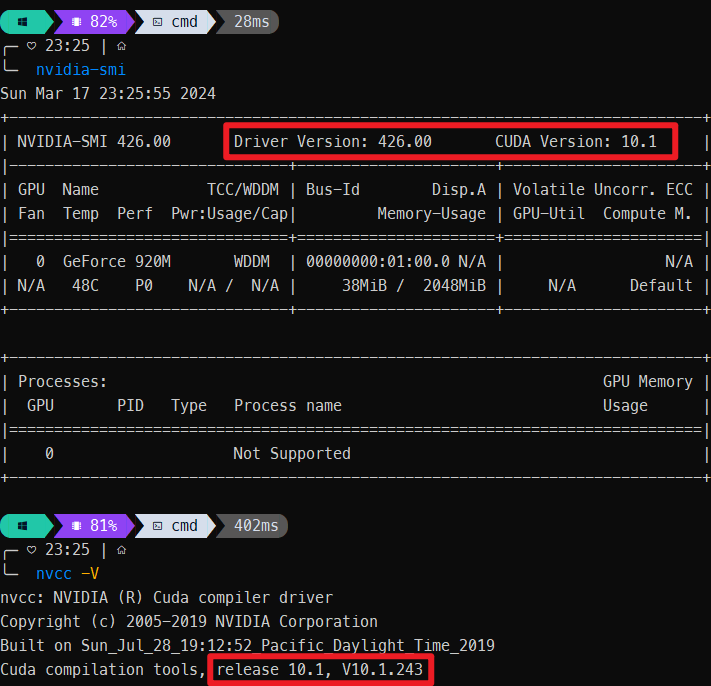 82% cmd 28ms
23:25 |
nvidia-smi
Sun Mar 17 23:25:55 2024
+-----------------------------------------------------------------------------+
| NVIDIA-SMI 426.00       Driver Version: 426.00       CUDA Version: 10.1     |
|-------------------------------+----------------------+----------------------+
| GPU  Name            TCC/WDDM | Bus-Id        Disp.A | Volatile Uncorr. ECC |
| Fan  Temp  Perf  Pwr:Usage/Cap|         Memory-Usage | GPU-Util  Compute M. |
|===============================+======================+======================|
|   0  GeForce 920M       WDDM  | 00000000:01:00.0 N/A |                  N/A |
| N/A   48C    P0    N/A /  N/A |     38MiB /  2048MiB |     N/A      Default |
+-------------------------------+----------------------+----------------------+
+-----------------------------------------------------------------------------+
| Processes:                                                       GPU Memory |
|  GPU       PID   Type   Process name                             Usage      |
|=============================================================================|
|    0                    Not Supported                                       |
+-----------------------------------------------------------------------------+
81% cmd 402ms
23:25 |
nvcc -V
nvcc: NVIDIA (R) Cuda compiler driver
Copyright (c) 2005-2019 NVIDIA Corporation
Built on Sun_Jul_28_19:12:52_Pacific_Daylight_Time_2019
Cuda compilation tools, release 10.1, V10.1.243